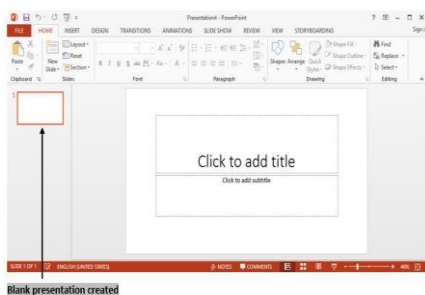 Presentation4 - PowerPoint
FILE HOME INSERT DESIGN TRANSITIONS ANIMATIONS SLIDE SHOW REVIEW VIEW STORYBOARDING Sign i
Paste New Slide Layout Reset Section Shapes Arrange Quick Styles Shape Fill Shape Outline Shape Effects Find Replace Select
Clipboard Slides Font Paragraph Drawing Editing
1
Click to add title
Click to add subtitle
SLIDE 1 OF 1 ENGLISH (UNITED STATES) NOTES COMMENTS 46%
Blank presentation created